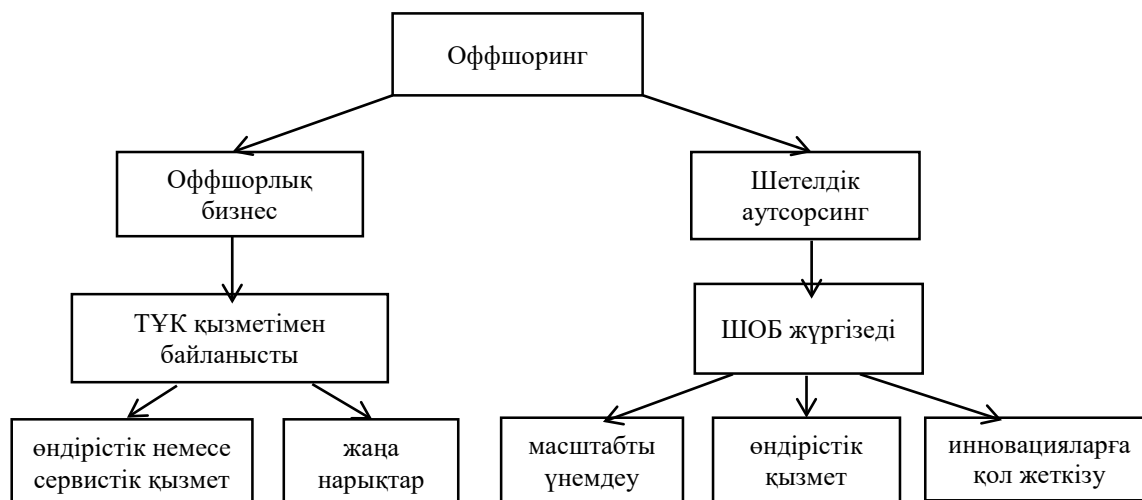 Оффшоринг
Оффшорлық
бизнес
Шетелдік
аутсорсинг
ТҰК қызметімен
байланысты
ШОБ жүргізеді
өндірістік немесе
сервистік қызмет
жаңа
нарықтар
масштабты
үнемдеу
өндірістік
қызмет
инновацияларға
қол жеткізу